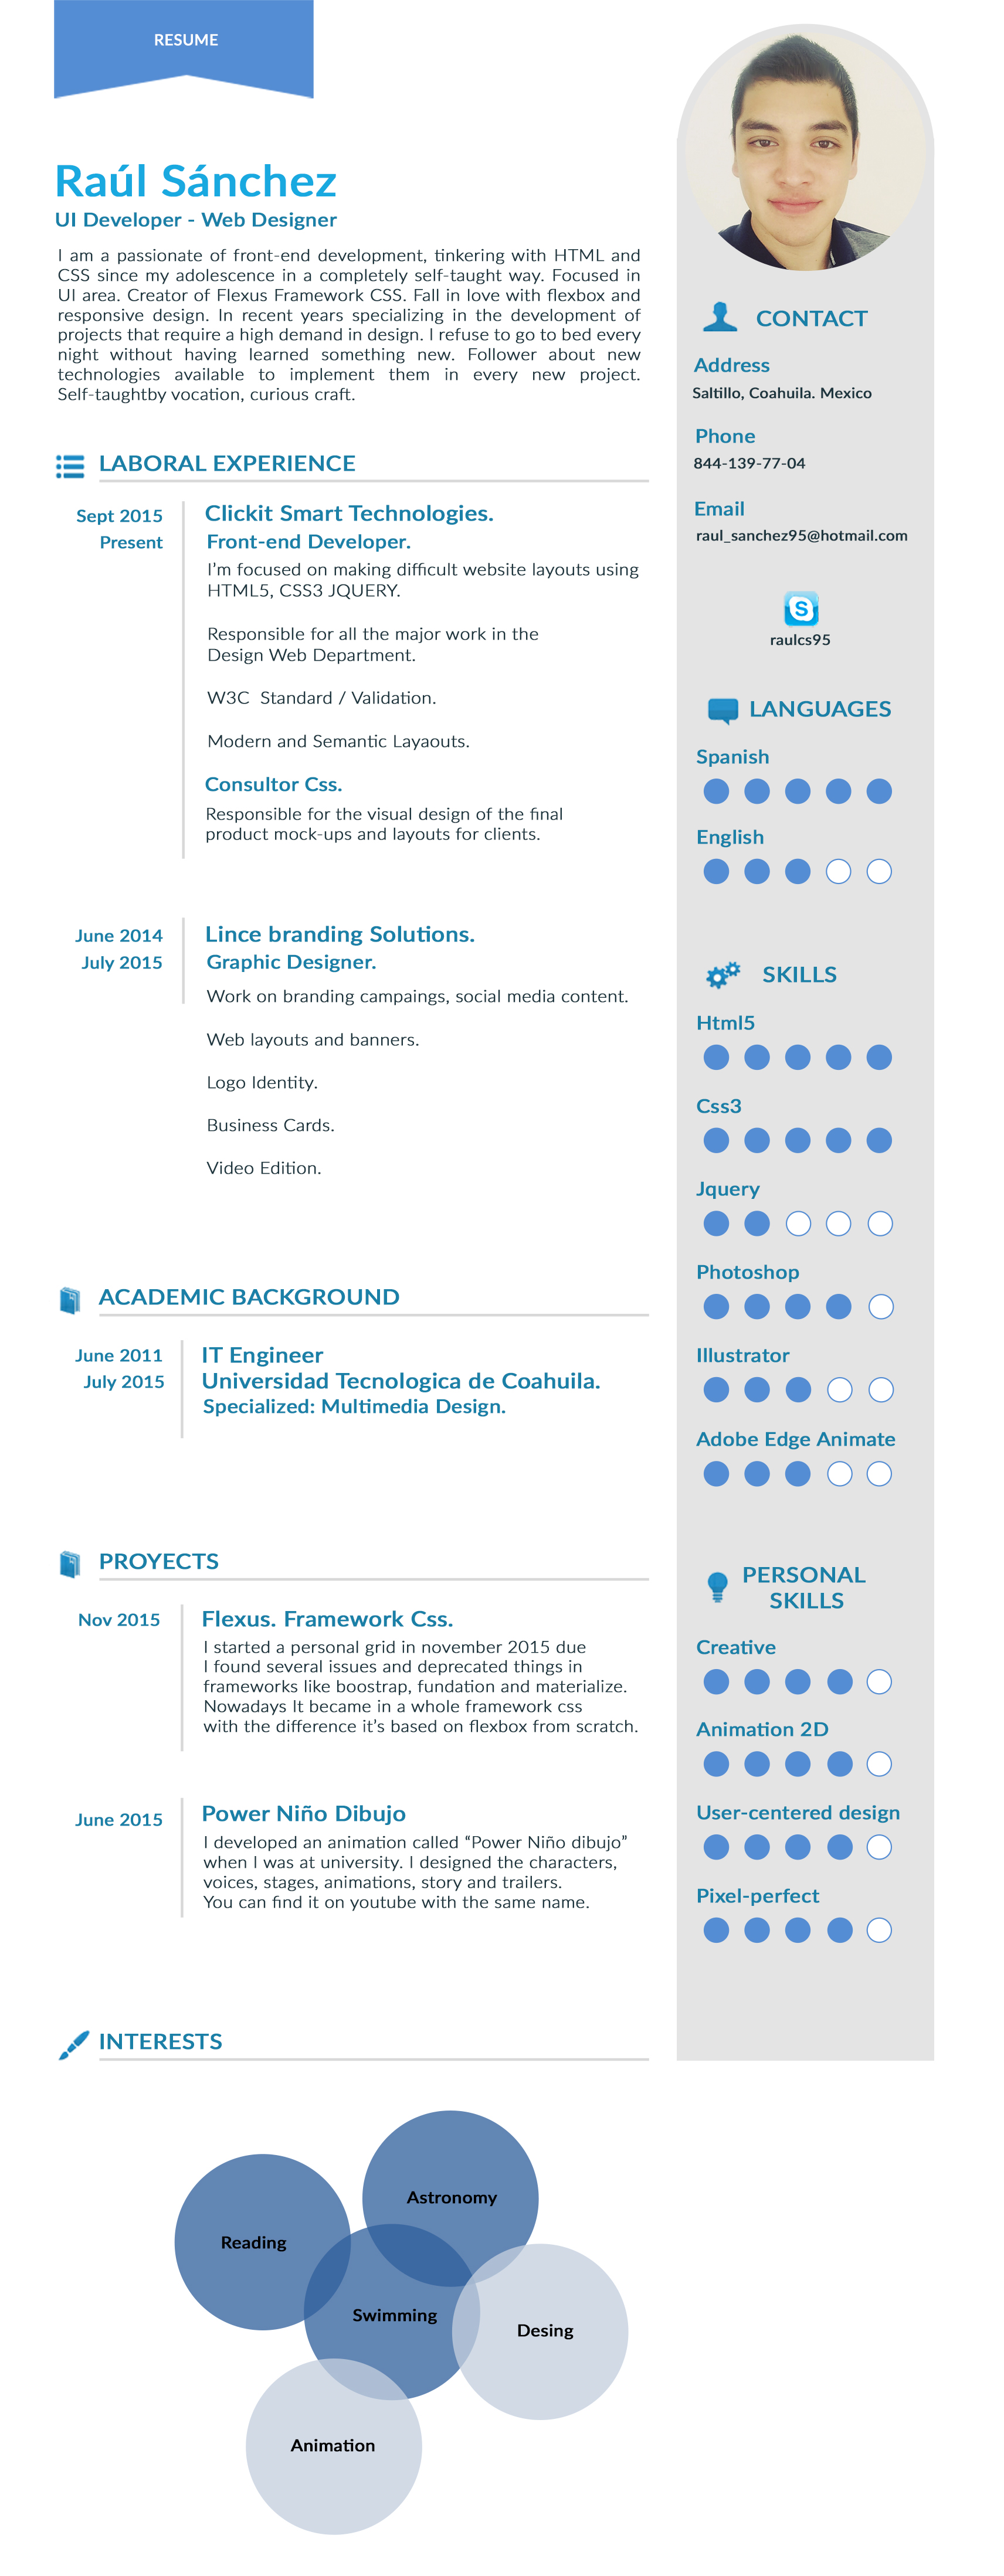 RESUME
Raúl Sánchez
UI Developer - Web Designer
I am a passionate of front-end development, tinkering with HTML and
CSS since my adolescence in a completely self-taught way. Focused in
UI area. Creator of Flexus Framework CSS. Fall in love with flexbox and
responsive design. In recent years specializing in the development of
projects that require a high demand in design. I refuse to go to bed every
night without having learned something new. Follower about new
technologies available to implement them in every new project.
Self-taughtby vocation, curious craft.
LABORAL EXPERIENCE
Sept 2015
Present
Clickit Smart Technologies.
Front-end Developer.
I'm focused on making difficult website layouts using
HTML5, CSS3 JQUERY.
Responsible for all the major work in the
Design Web Department.
W3C  Standard / Validation.
Modern and Semantic Layaouts.
Consultor Css.
Responsible for the visual design of the final
product mock-ups and layouts for clients.
June 2014
July 2015
Lince branding Solutions.
Graphic Designer.
Work on branding campaings, social media content.
Web layouts and banners.
Logo Identity.
Business Cards.
Video Edition.
ACADEMIC BACKGROUND
June 2011
July 2015
IT Engineer
Universidad Tecnologica de Coahuila.
Specialized: Multimedia Design.
PROYECTS
Nov 2015
Flexus. Framework Css.
I started a personal grid in november 2015 due
I found several issues and deprecated things in
frameworks like boostrap, fundation and materialize.
Nowadays It became in a whole framework css
with the difference it's based on flexbox from scratch.
June 2015
Power Niño Dibujo
I developed an animation called “Power Niño dibujo”
when I was at university. I designed the characters,
voices, stages, animations, story and trailers.
You can find it on youtube with the same name.
INTERESTS
Astronomy
Reading
Swimming
Desing
Animation
CONTACT
Address
Saltillo, Coahuila. Mexico
Phone
844-139-77-04
Email
raul_sanchez95@hotmail.com
S
raulcs95
LANGUAGES
Spanish
English
SKILLS
Html5
Css3
Jquery
Photoshop
Illustrator
Adobe Edge Animate
PERSONAL
SKILLS
Creative
Animation 2D
User-centered design
Pixel-perfect